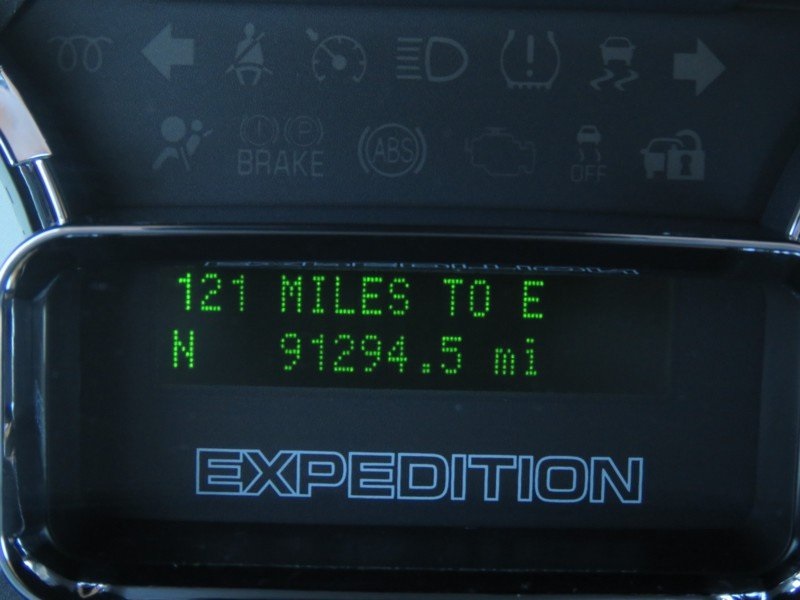 BRAKE
ABS
OFF
121 MILES TO E
N 91294.5 mi
EXPEDITION